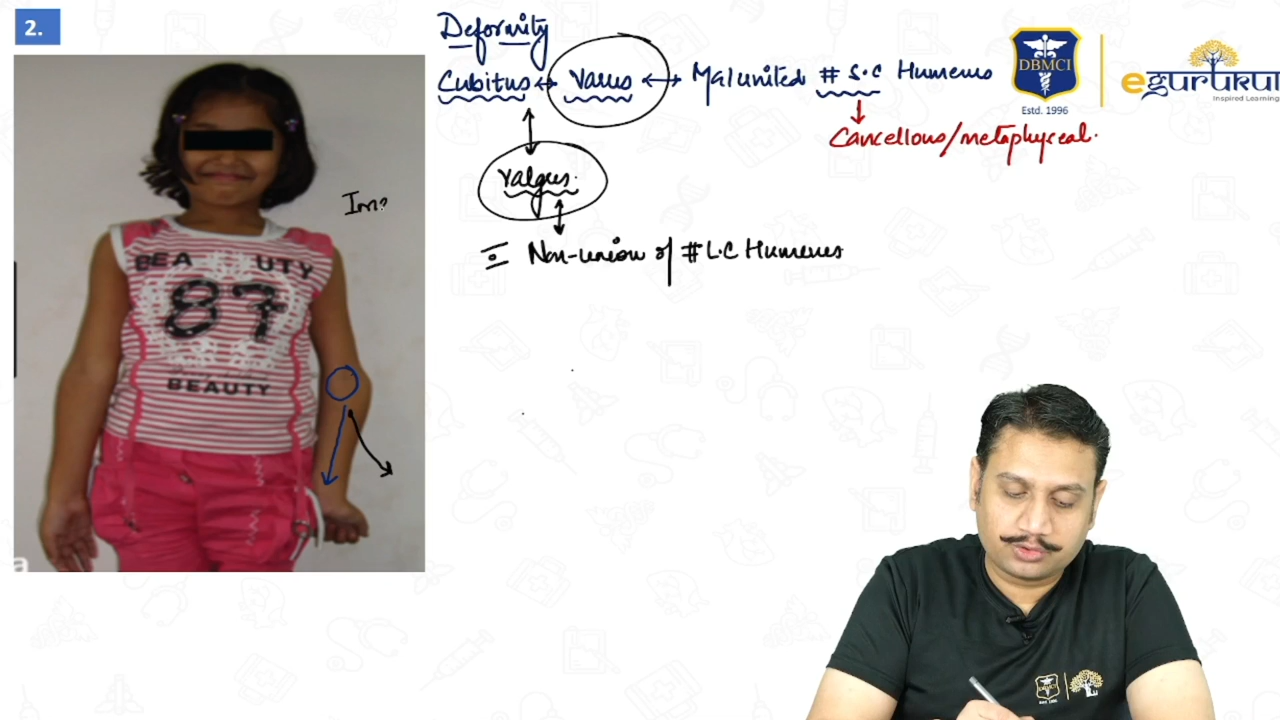 2.
Deformity
Cubitus ↔ Varus ↔ Malunited # S.C Humerus
Cancellous/metaphyseal.
Valgus.
Non-union of # L.C Humerus
DBMCI
Estd. 1996
egurukul
Inspired Learning
BEAUTY
87
BEAUTY
a